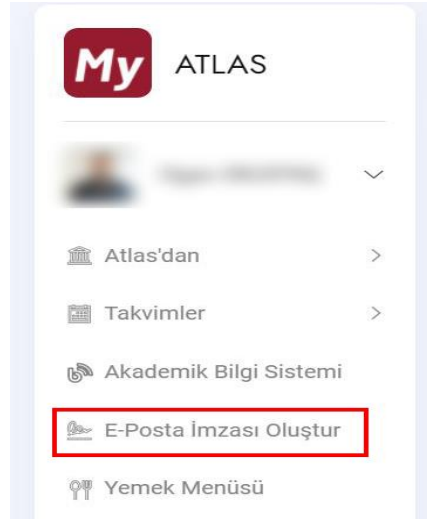 My ATLAS
Atlas'dan
Takvimler
Akademik Bilgi Sistemi
E-Posta İmzası Oluştur
Yemek Menüsü